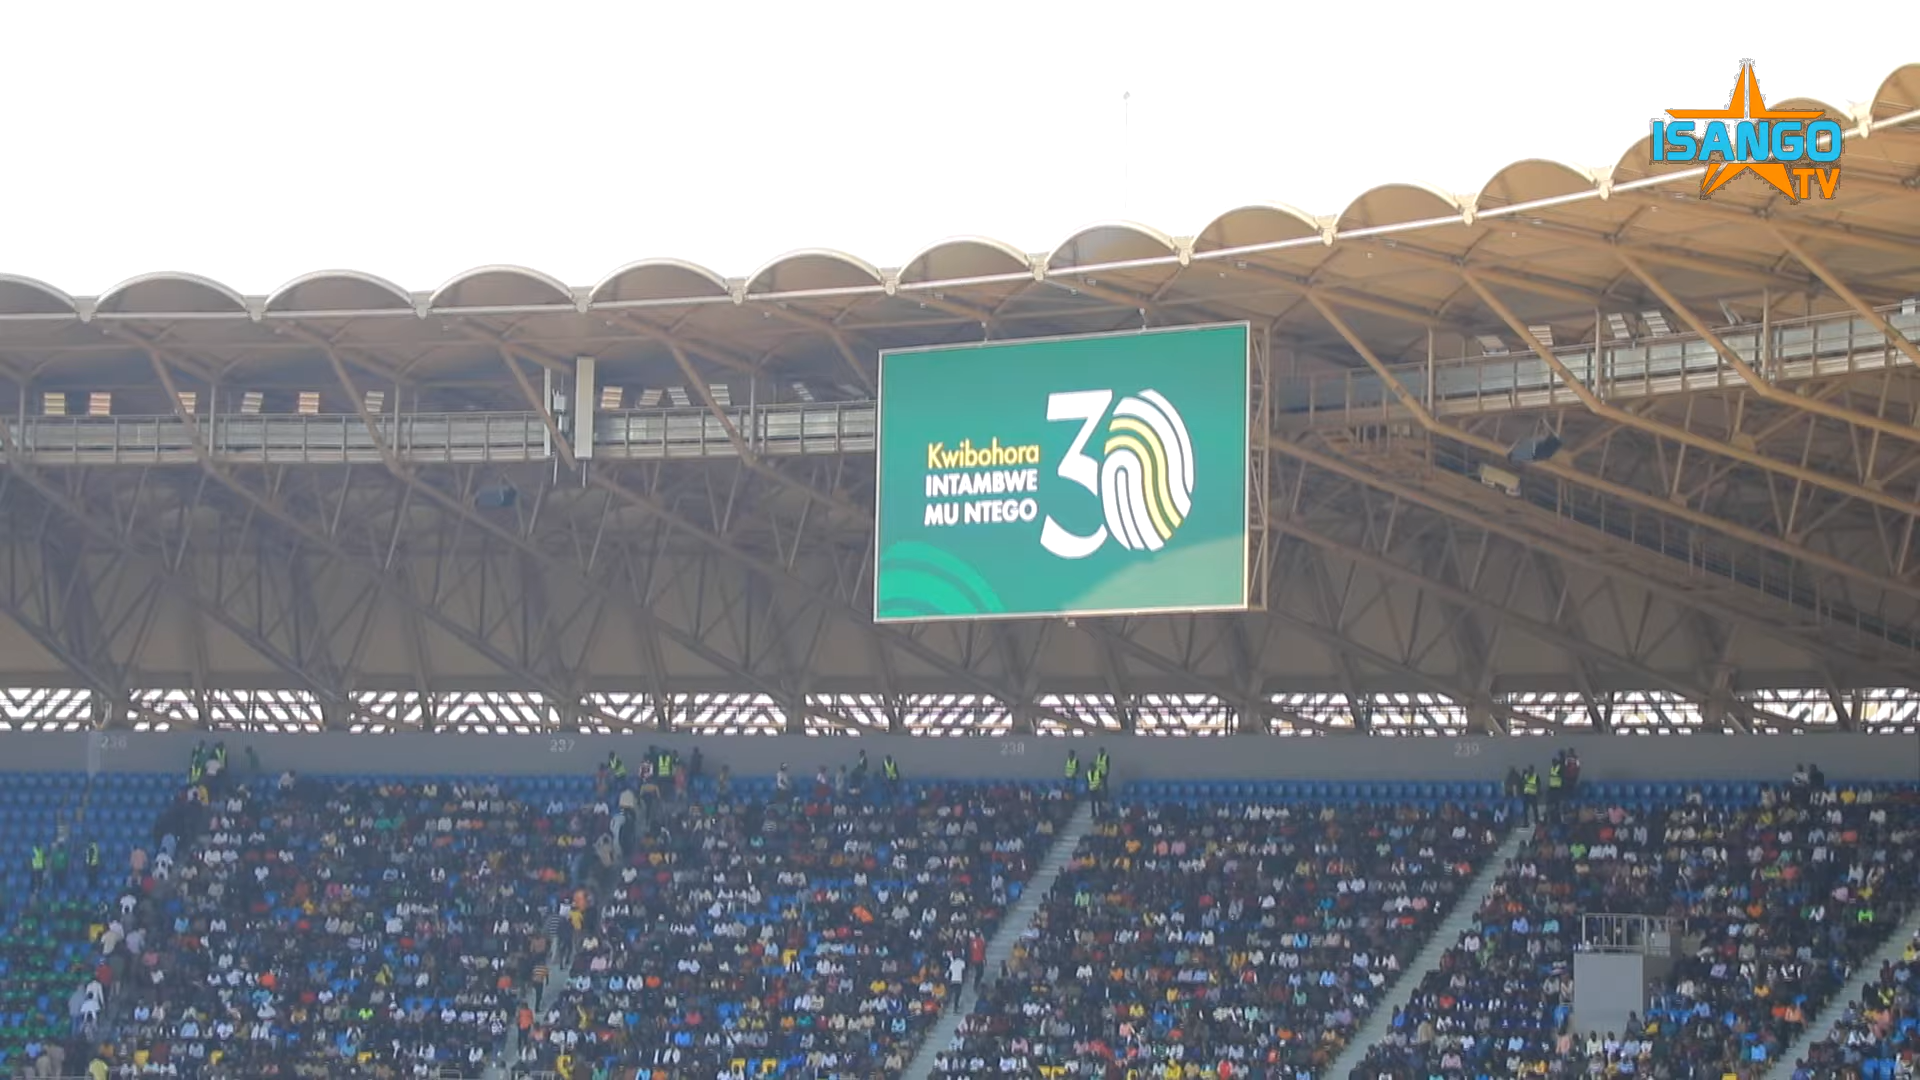 ISANGO
TV
Kwibohora
INTAMBWE
MU NTEGO
30
236
237
238
239